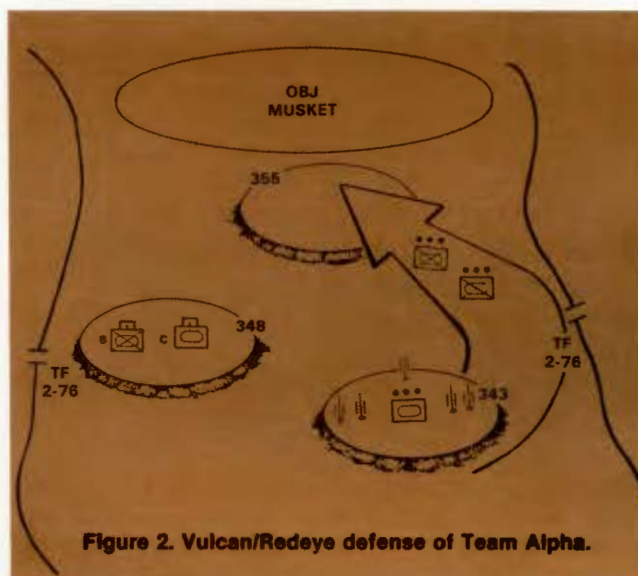 OBJ
MUSKET
355
348
B C
343
TF
2-76
TF
2-76
Figure 2. Vulcan/Redeye defense of Team Alpha.